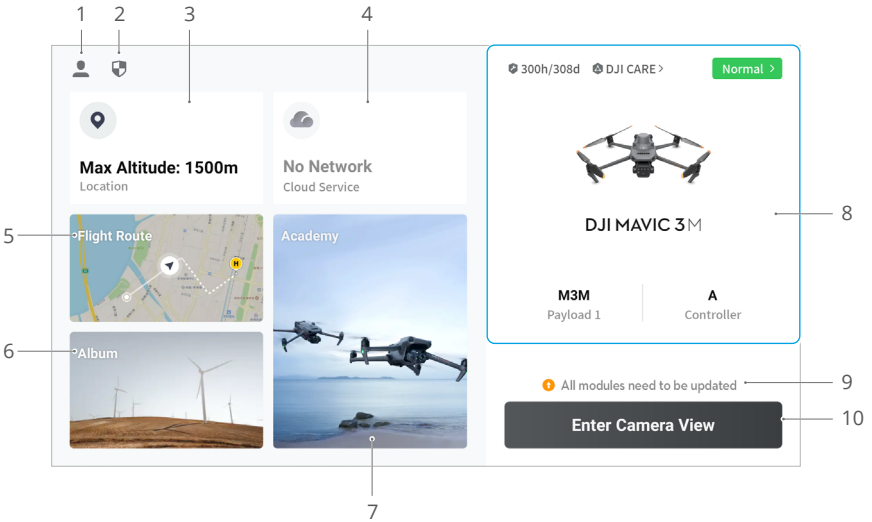 1
2
3
4
300h/308d DJI CARE >
Normal >
Max Altitude: 1500m
Location
No Network
Cloud Service
5
Flight Route
H
Academy
8
DJI MAVIC 3M
M3M
Payload 1
A
Controller
6
Album
All modules need to be updated
9
Enter Camera View
10
7